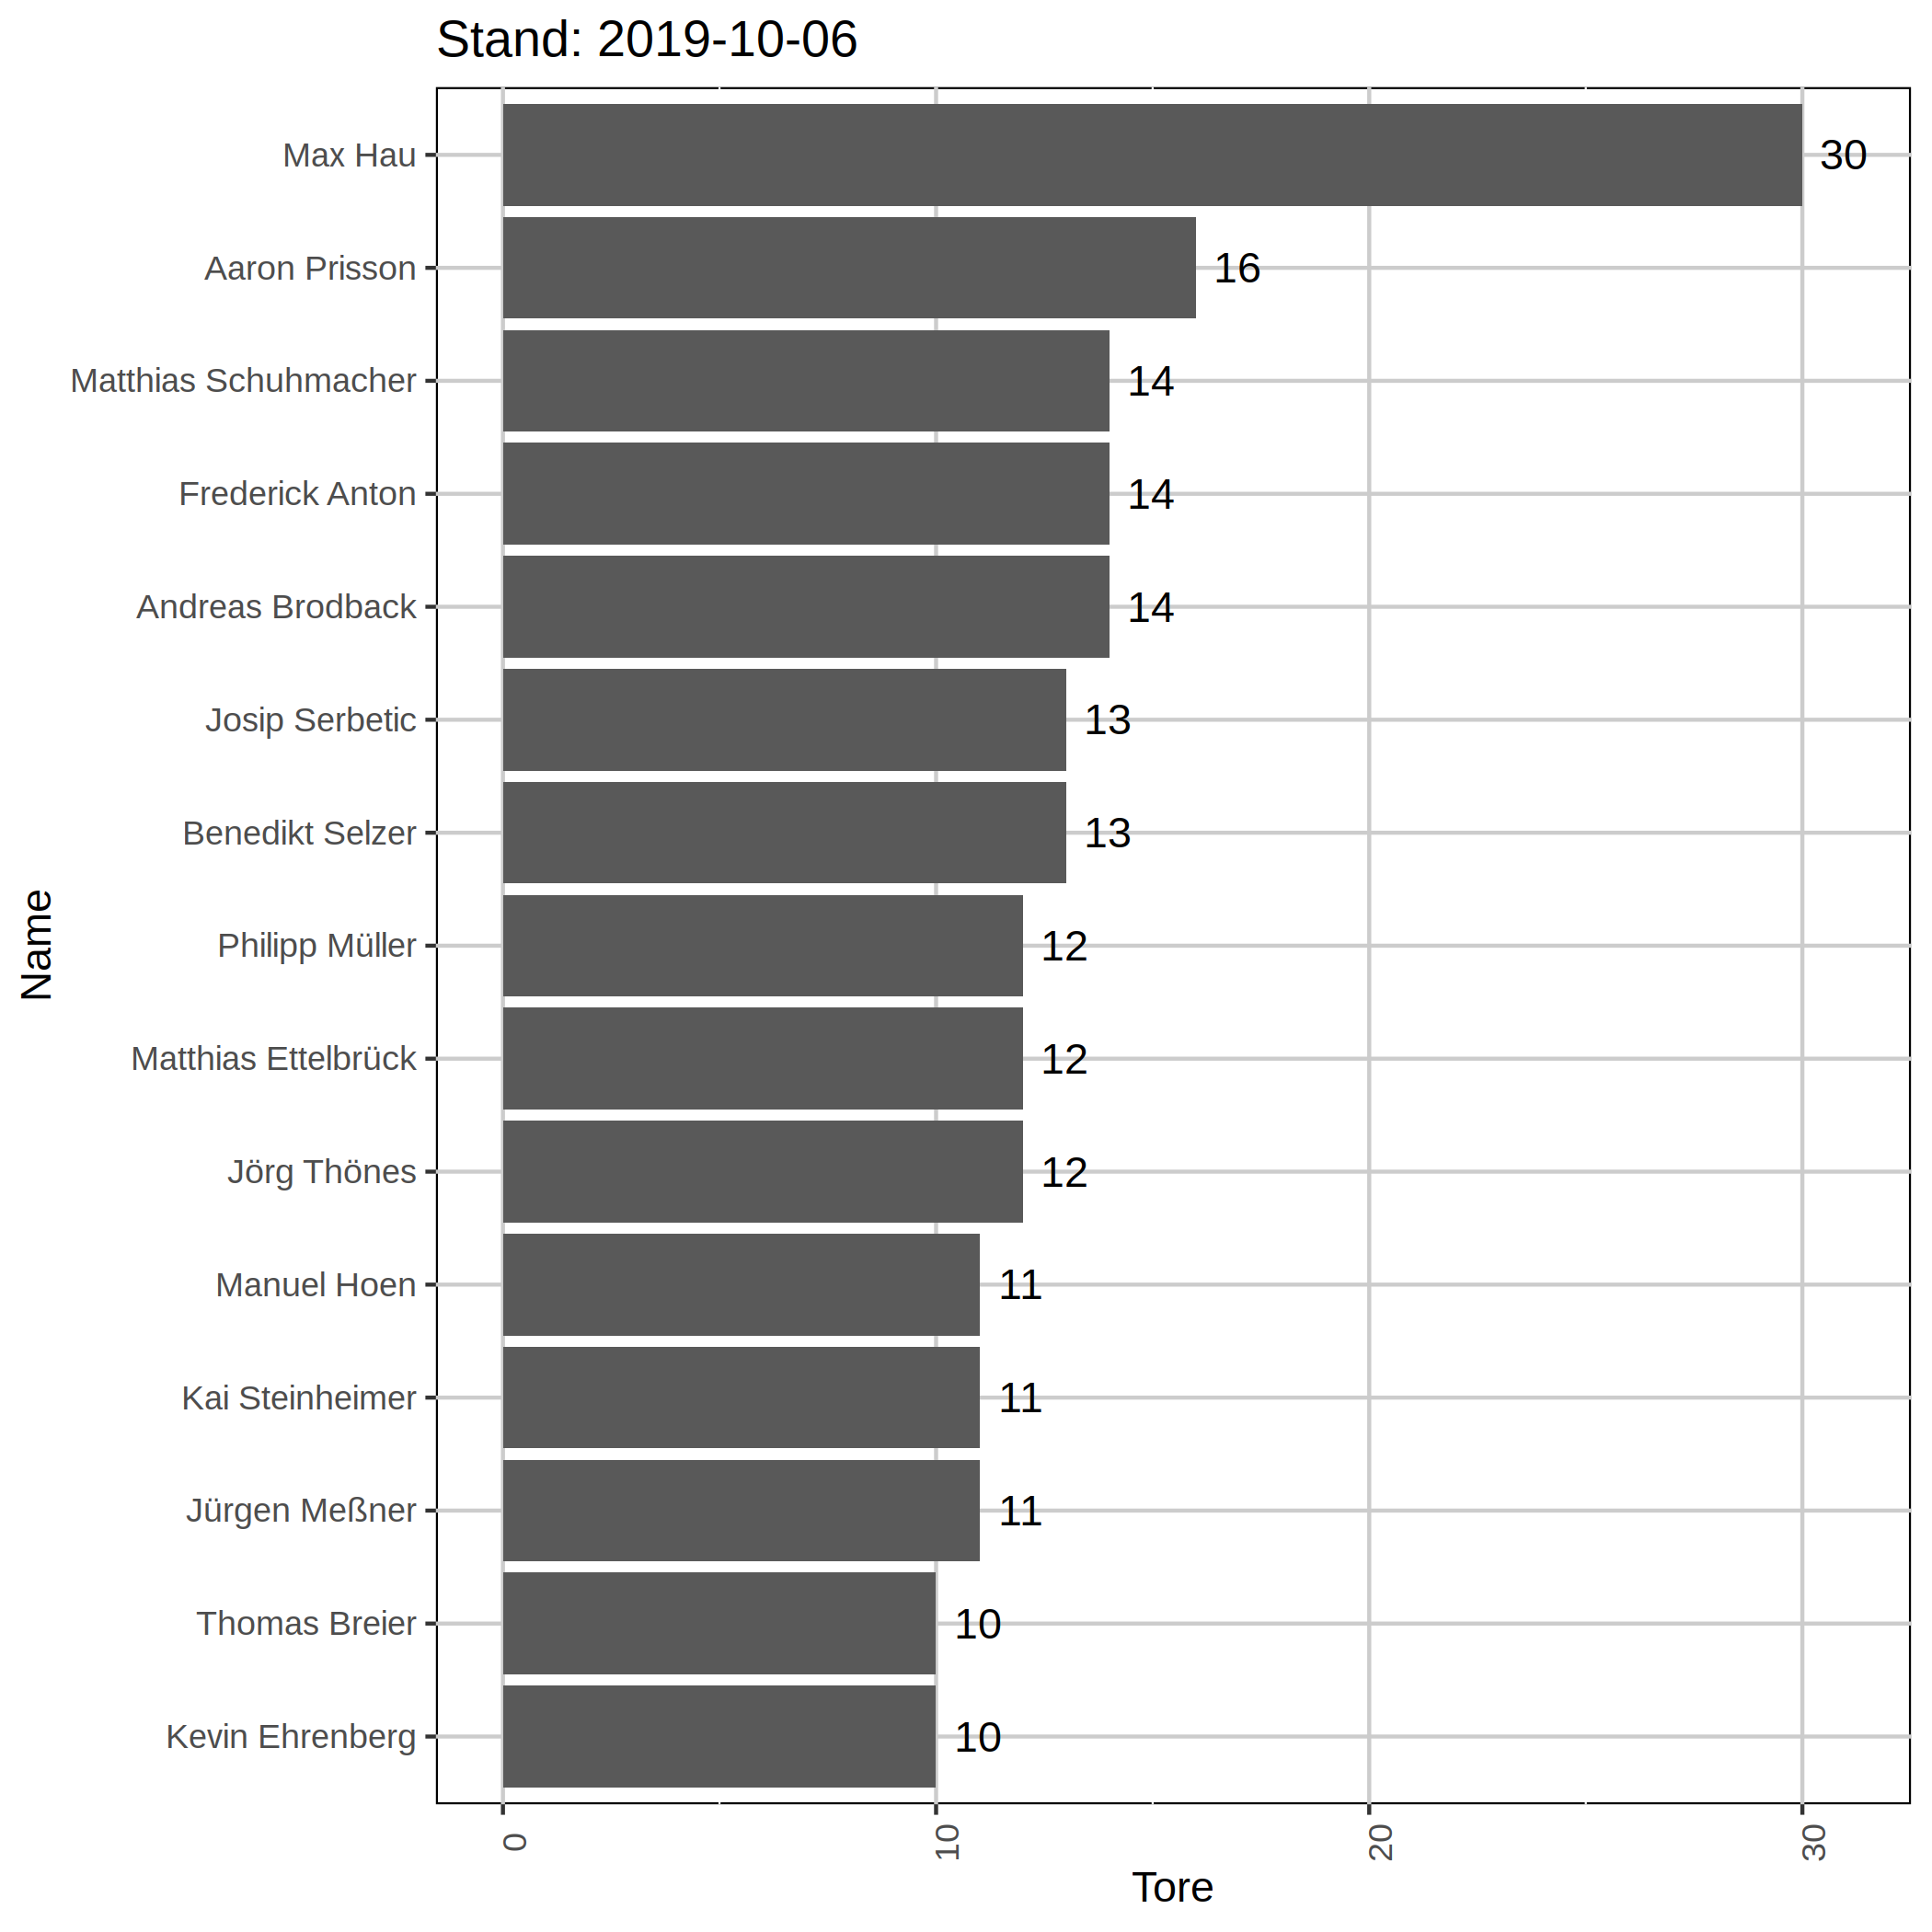 Stand: 2019-10-06
Max Hau 30
Aaron Prisson 16
Matthias Schuhmacher 14
Frederick Anton 14
Andreas Brodback 14
Josip Serbetic 13
Benedikt Selzer 13
Philipp Müller 12
Matthias Ettelbrück 12
Jörg Thönes 12
Manuel Hoen 11
Kai Steinheimer 11
Jürgen Meßner 11
Thomas Breier 10
Kevin Ehrenberg 10
Name
0 10 20 30
Tore